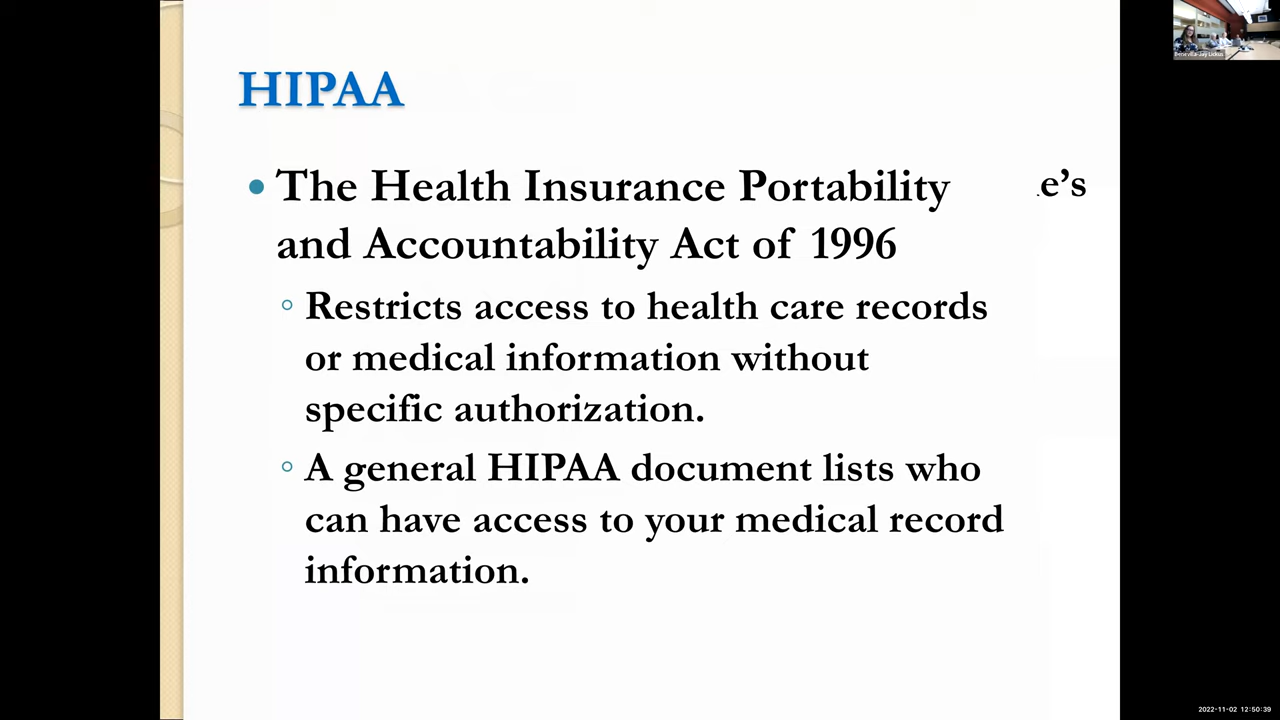 HIPAA
• The Health Insurance Portability
e's
and Accountability Act of 1996
◦ Restricts access to health care records
or medical information without
specific authorization.
◦ A general HIPAA document lists who
can have access to your medical record
information.
2022-11-02 12:50:39